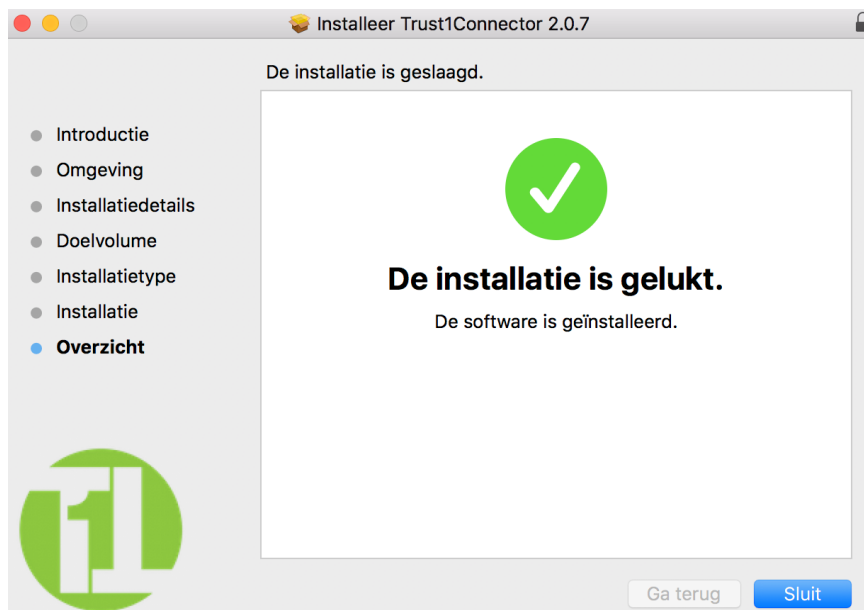 Installeer Trust1Connector 2.0.7
De installatie is geslaagd.
Introductie
Omgeving
Installatiedetails
Doelvolume
Installatietype
Installatie
Overzicht
De installatie is gelukt.
De software is geïnstalleerd.
T1
Ga terug
Sluit